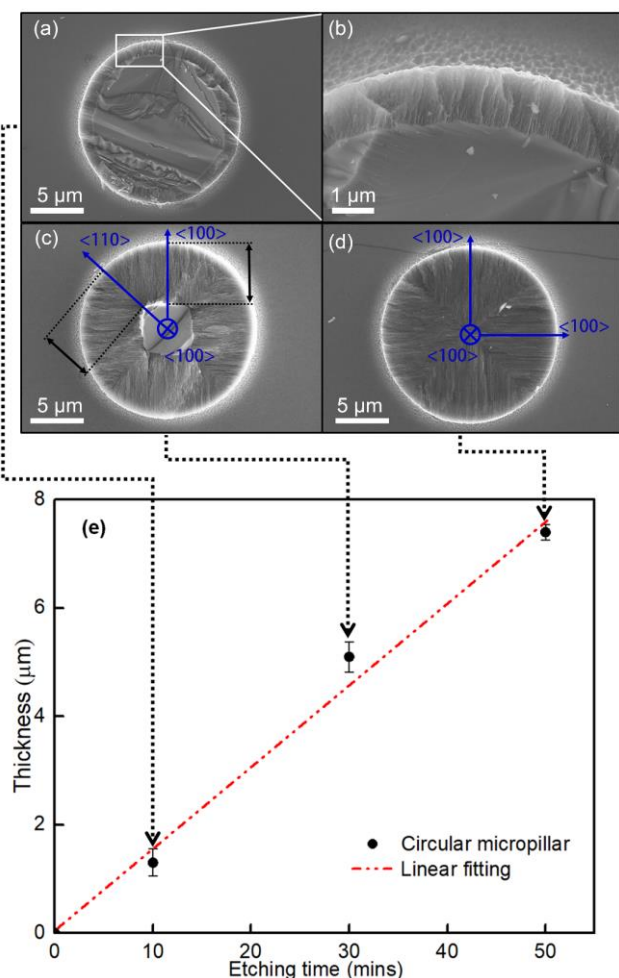 (a)
5 μm
(b)
1 μm
(c)
<110>
<100>
<100>
5 μm
(d)
<100>
<100>
<100>
5 μm
(e)
8
6
4
2
0
Thickness (μm)
Circular micropillar
Linear fitting
0 10 20 30 40 50
Etching time (mins)